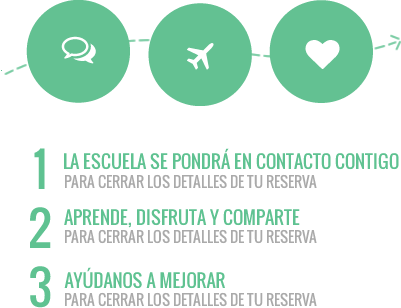 1 LA ESCUELA SE PONDRÁ EN CONTACTO CONTIGO
PARA CERRAR LOS DETALLES DE TU RESERVA
2 APRENDE, DISFRUTA Y COMPARTE
PARA CERRAR LOS DETALLES DE TU RESERVA
3 AYÚDANOS A MEJORAR
PARA CERRAR LOS DETALLES DE TU RESERVA